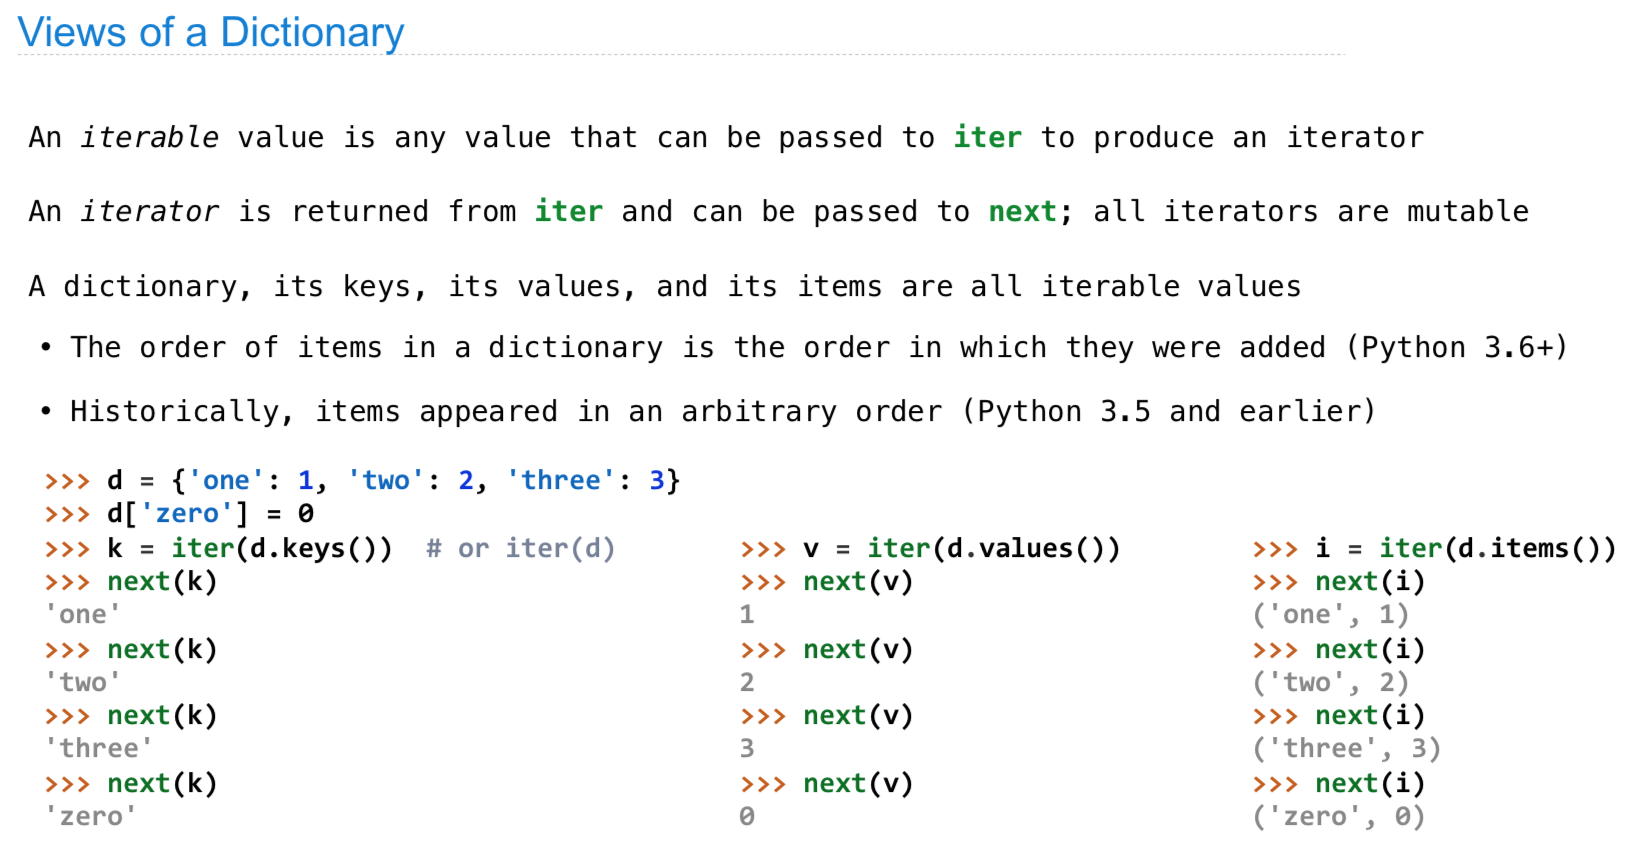 Views of a Dictionary
An iterable value is any value that can be passed to iter to produce an iterator
An iterator is returned from iter and can be passed to next; all iterators are mutable
A dictionary, its keys, its values, and its items are all iterable values
• The order of items in a dictionary is the order in which they were added (Python 3.6+)
• Historically, items appeared in an arbitrary order (Python 3.5 and earlier)
>>> d = {'one': 1, 'two': 2, 'three': 3}
>>> d['zero'] = 0
>>> k = iter(d.keys())  # or iter(d)
>>> next(k)
'one'
>>> next(k)
'two'
>>> next(k)
'three'
>>> next(k)
'zero'
>>> v = iter(d.values())
>>> next(v)
1
>>> next(v)
2
>>> next(v)
3
>>> next(v)
0
>>> i = iter(d.items())
>>> next(i)
('one', 1)
>>> next(i)
('two', 2)
>>> next(i)
('three', 3)
>>> next(i)
('zero', 0)